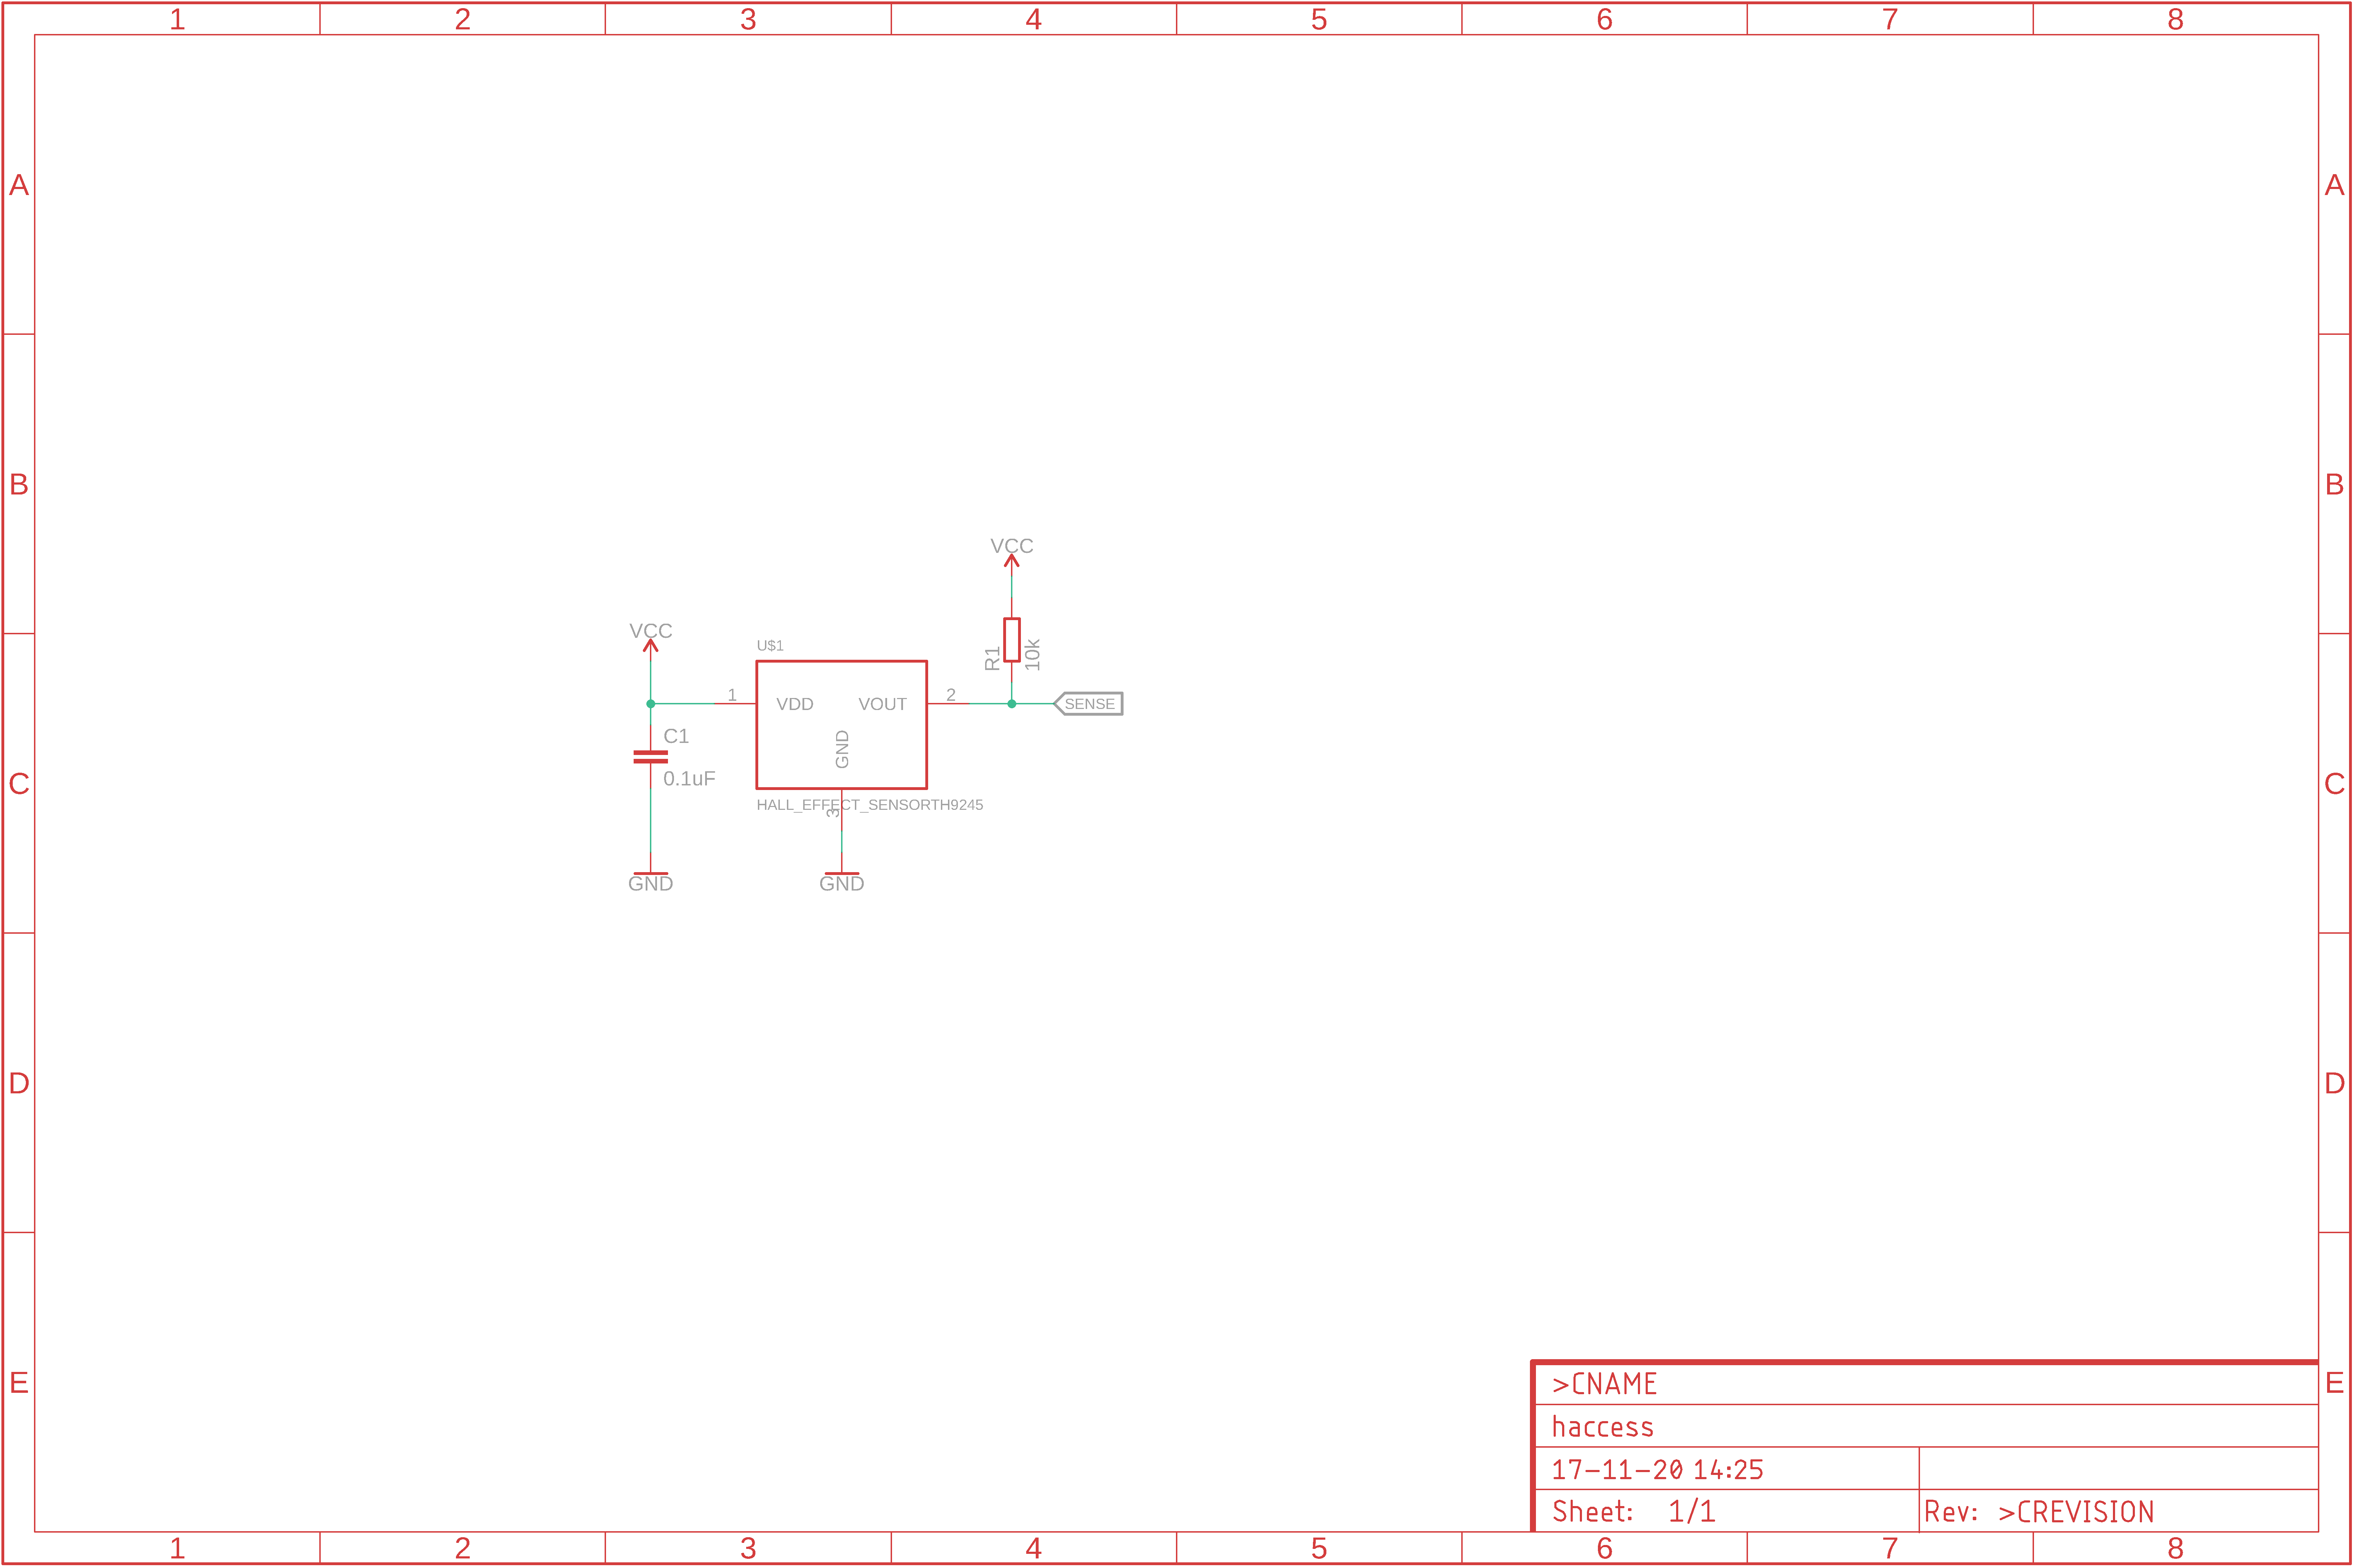 1 2 3 4 5 6 7 8
A A
B B
VCC
VCC
U$1
R1 10k
1 VDD VOUT 2 SENSE
GND
C1
0.1uF
C C
HALL_EFFECT_SENSORTH9245
3
GND GND
D D
E E
>CNAME
haccess
17-11-20 14:25
Sheet: 1/1 Rev: >CREVISION
1 2 3 4 5 6 7 8